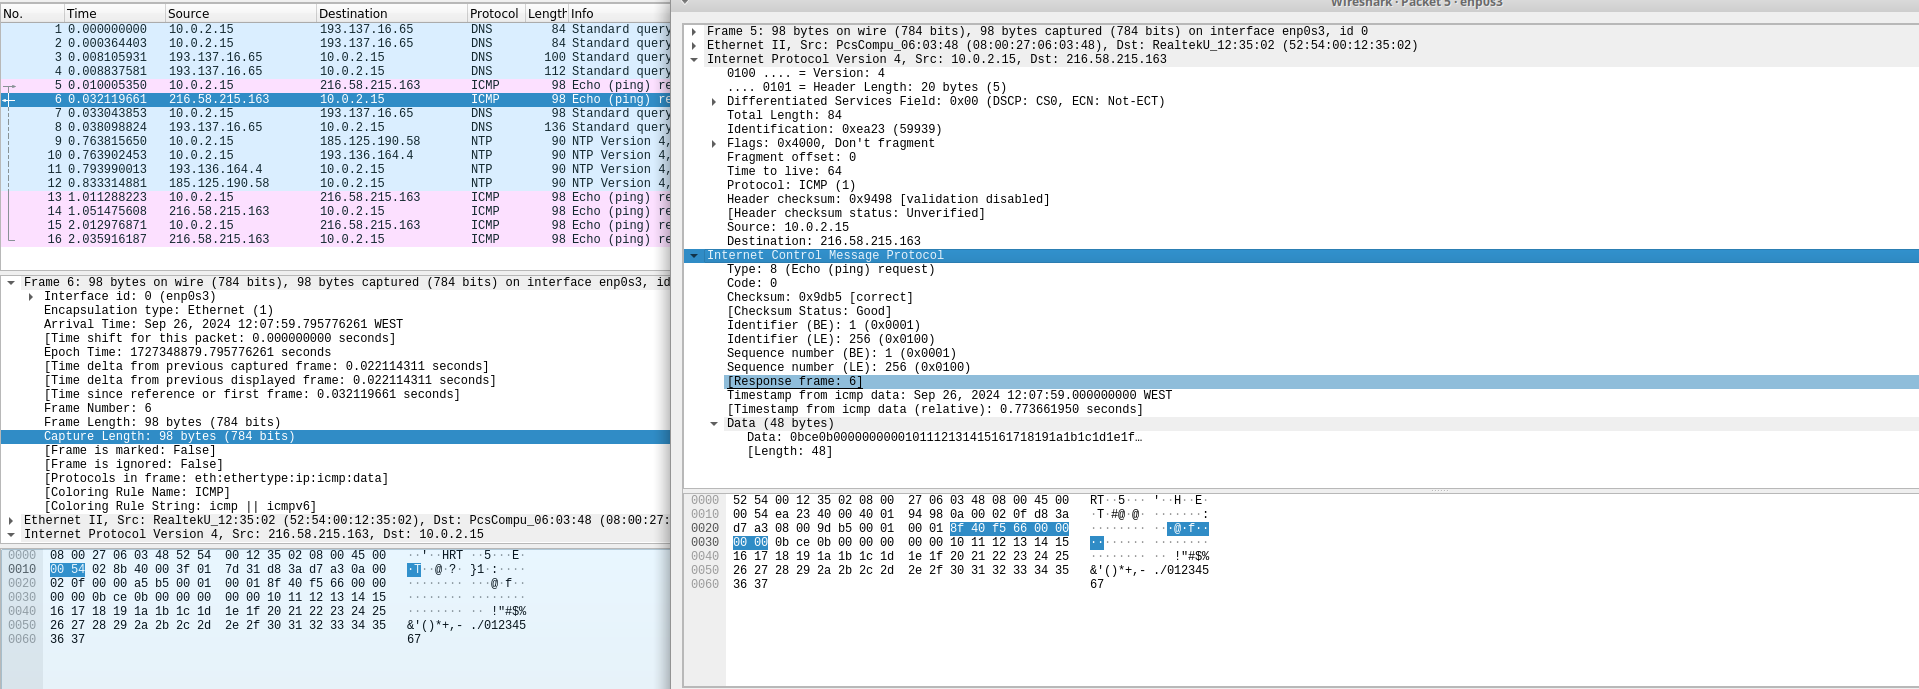 No. Time Source Destination Protocol Length Info
1 0.000000000 10.0.2.15 193.137.16.65 DNS 84 Standard query
2 0.000364403 10.0.2.15 193.137.16.65 DNS 84 Standard query
3 0.008105931 193.137.16.65 10.0.2.15 DNS 100 Standard query
4 0.008837581 193.137.16.65 10.0.2.15 DNS 112 Standard query
5 0.010005350 10.0.2.15 216.58.215.163 ICMP 98 Echo (ping) re
6 0.032119661 216.58.215.163 10.0.2.15 ICMP 98 Echo (ping) re
7 0.033043853 10.0.2.15 193.137.16.65 DNS 98 Standard query
8 0.038098824 193.137.16.65 10.0.2.15 DNS 136 Standard query
9 0.763815650 10.0.2.15 185.125.190.58 NTP 90 NTP Version 4,
10 0.763902453 10.0.2.15 193.136.164.4 NTP 90 NTP Version 4,
11 0.793990013 193.136.164.4 10.0.2.15 NTP 90 NTP Version 4,
12 0.833314881 185.125.190.58 10.0.2.15 NTP 90 NTP Version 4,
13 1.011288223 10.0.2.15 216.58.215.163 ICMP 98 Echo (ping) re
14 1.051475608 216.58.215.163 10.0.2.15 ICMP 98 Echo (ping) re
15 2.012976871 10.0.2.15 216.58.215.163 ICMP 98 Echo (ping) re
16 2.035916187 216.58.215.163 10.0.2.15 ICMP 98 Echo (ping) re
Frame 6: 98 bytes on wire (784 bits), 98 bytes captured (784 bits) on interface enp0s3, id
Interface id: 0 (enp0s3)
Encapsulation type: Ethernet (1)
Arrival Time: Sep 26, 2024 12:07:59.795776261 WEST
[Time shift for this packet: 0.000000000 seconds]
Epoch Time: 1727348879.795776261 seconds
[Time delta from previous captured frame: 0.022114311 seconds]
[Time delta from previous displayed frame: 0.022114311 seconds]
[Time since reference or first frame: 0.032119661 seconds]
Frame Number: 6
Frame Length: 98 bytes (784 bits)
Capture Length: 98 bytes (784 bits)
[Frame is marked: False]
[Frame is ignored: False]
[Protocols in frame: eth:ethertype:ip:icmp:data]
[Coloring Rule Name: ICMP]
[Coloring Rule String: icmp || icmpv6]
Ethernet II, Src: RealtekU_12:35:02 (52:54:00:12:35:02), Dst: PcsCompu_06:03:48 (08:00:27:
Internet Protocol Version 4, Src: 216.58.215.163, Dst: 10.0.2.15
0000 08 00 27 06 03 48 52 54 00 12 35 02 08 00 45 00 ··'··HRT ··5···E·
0010 00 54 02 8b 40 00 3f 01 7d 31 d8 3a d7 a3 0a 00 ·T··@·?· }1·:····
0020 02 0f 00 00 a5 b5 00 01 00 01 8f 40 f5 66 00 00 ········ ···@·f··
0030 00 00 0b ce 0b 00 00 00 00 00 10 11 12 13 14 15 ········ ········
0040 16 17 18 19 1a 1b 1c 1d 1e 1f 20 21 22 23 24 25 ········ ·· !"#$%
0050 26 27 28 29 2a 2b 2c 2d 2e 2f 30 31 32 33 34 35 &'()*+,- ./012345
0060 36 37 67
Wireshark · Packet 5 · enp0s3
Frame 5: 98 bytes on wire (784 bits), 98 bytes captured (784 bits) on interface enp0s3, id 0
Ethernet II, Src: PcsCompu_06:03:48 (08:00:27:06:03:48), Dst: RealtekU_12:35:02 (52:54:00:12:35:02)
Internet Protocol Version 4, Src: 10.0.2.15, Dst: 216.58.215.163
0100 .... = Version: 4
.... 0101 = Header Length: 20 bytes (5)
Differentiated Services Field: 0x00 (DSCP: CS0, ECN: Not-ECT)
Total Length: 84
Identification: 0xea23 (59939)
Flags: 0x4000, Don't fragment
Fragment offset: 0
Time to live: 64
Protocol: ICMP (1)
Header checksum: 0x9498 [validation disabled]
[Header checksum status: Unverified]
Source: 10.0.2.15
Destination: 216.58.215.163
Internet Control Message Protocol
Type: 8 (Echo (ping) request)
Code: 0
Checksum: 0x9db5 [correct]
[Checksum Status: Good]
Identifier (BE): 1 (0x0001)
Identifier (LE): 256 (0x0100)
Sequence number (BE): 1 (0x0001)
Sequence number (LE): 256 (0x0100)
[Response frame: 6]
Timestamp from icmp data: Sep 26, 2024 12:07:59.000000000 WEST
[Timestamp from icmp data (relative): 0.773661950 seconds]
Data (48 bytes)
Data: 0bce0b0000000000101112131415161718191a1b1c1d1e1f…
[Length: 48]
0000 52 54 00 12 35 02 08 00 27 06 03 48 08 00 45 00 RT··5··· '··H··E·
0010 00 54 ea 23 40 00 40 01 94 98 0a 00 02 0f d8 3a ·T·#@·@· ·······:
0020 d7 a3 08 00 9d b5 00 01 00 01 8f 40 f5 66 00 00 ········ ···@·f··
0030 00 00 0b ce 0b 00 00 00 00 00 10 11 12 13 14 15 ········ ········
0040 16 17 18 19 1a 1b 1c 1d 1e 1f 20 21 22 23 24 25 ········ ·· !"#$%
0050 26 27 28 29 2a 2b 2c 2d 2e 2f 30 31 32 33 34 35 &'()*+,- ./012345
0060 36 37 67